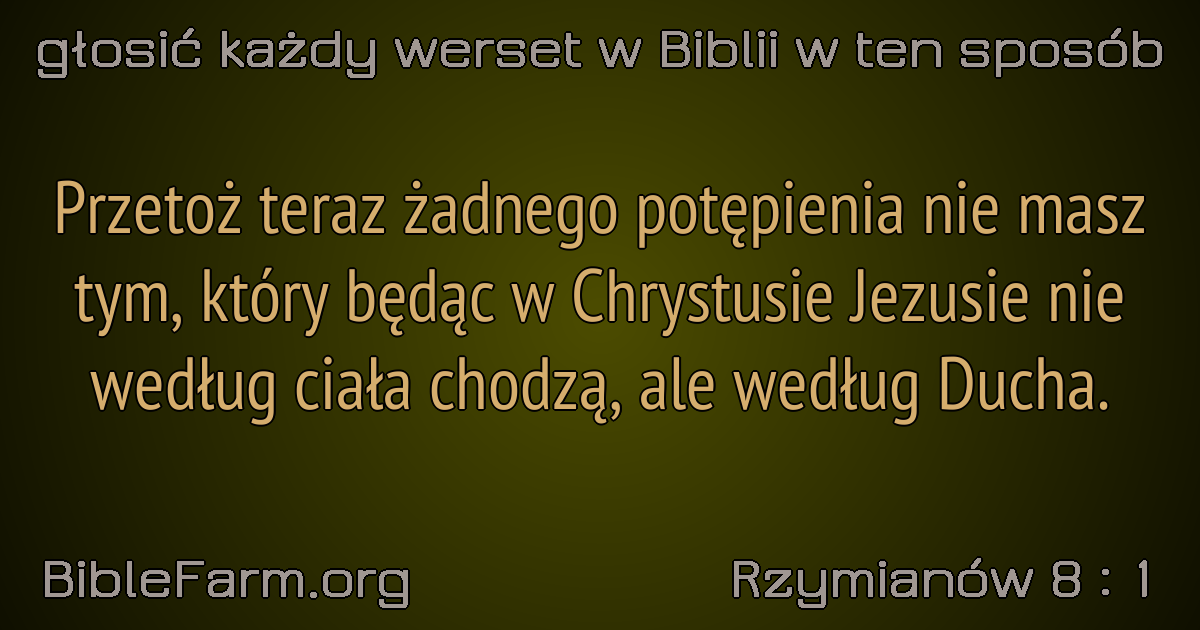 głosić każdy werset w Biblii w ten sposób
Przetoż teraz żadnego potępienia nie masz
tym, który będąc w Chrystusie Jezusie nie
według ciała chodzą, ale według Ducha.
BibleFarm.org
Rzymianów 8 : 1